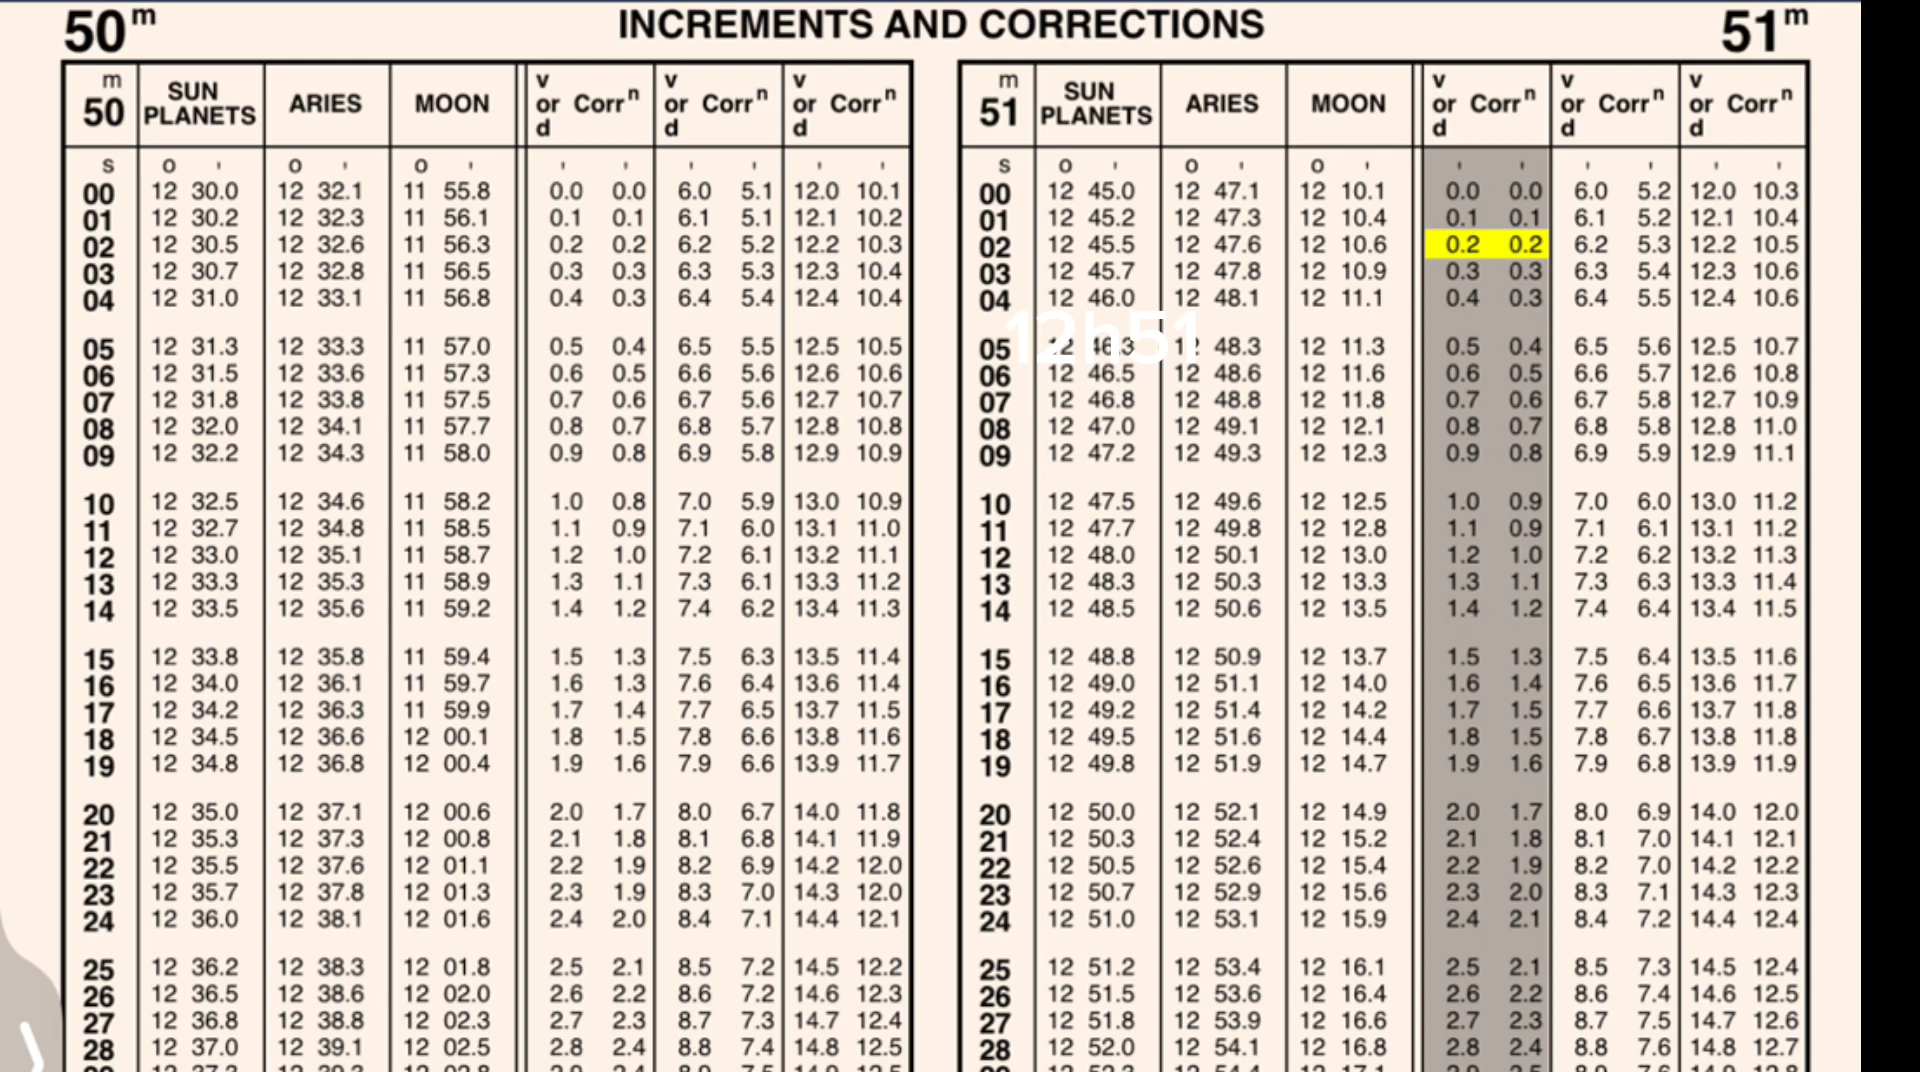 50m INCREMENTS AND CORRECTIONS 51m
m 50 SUN PLANETS ARIES MOON v or d Corrn v or d Corrn v or d Corrn m 51 SUN PLANETS ARIES MOON v or d Corrn v or d Corrn v or d Corrn
s o ' o ' o ' ' ' ' ' ' ' s o ' o ' o ' ' ' ' ' ' '
00 12 30.0 12 32.1 11 55.8 0.0 0.0 6.0 5.1 12.0 10.1 00 12 45.0 12 47.1 12 10.1 0.0 0.0 6.0 5.2 12.0 10.3
01 12 30.2 12 32.3 11 56.1 0.1 0.1 6.1 5.1 12.1 10.2 01 12 45.2 12 47.3 12 10.4 0.1 0.1 6.1 5.2 12.1 10.4
02 12 30.5 12 32.6 11 56.3 0.2 0.2 6.2 5.2 12.2 10.3 02 12 45.5 12 47.6 12 10.6 0.2 0.2 6.2 5.3 12.2 10.5
03 12 30.7 12 32.8 11 56.5 0.3 0.3 6.3 5.3 12.3 10.4 03 12 45.7 12 47.8 12 10.9 0.3 0.3 6.3 5.4 12.3 10.6
04 12 31.0 12 33.1 11 56.8 0.4 0.3 6.4 5.4 12.4 10.4 04 12 46.0 12 48.1 12 11.1 0.4 0.3 6.4 5.5 12.4 10.6
12h51
05 12 31.3 12 33.3 11 57.0 0.5 0.4 6.5 5.5 12.5 10.5 05 12 46.3 12 48.3 12 11.3 0.5 0.4 6.5 5.6 12.5 10.7
06 12 31.5 12 33.6 11 57.3 0.6 0.5 6.6 5.6 12.6 10.6 06 12 46.5 12 48.6 12 11.6 0.6 0.5 6.6 5.7 12.6 10.8
07 12 31.8 12 33.8 11 57.5 0.7 0.6 6.7 5.6 12.7 10.7 07 12 46.8 12 48.8 12 11.8 0.7 0.6 6.7 5.8 12.7 10.9
08 12 32.0 12 34.1 11 57.7 0.8 0.7 6.8 5.7 12.8 10.8 08 12 47.0 12 49.1 12 12.1 0.8 0.7 6.8 5.8 12.8 11.0
09 12 32.2 12 34.3 11 58.0 0.9 0.8 6.9 5.8 12.9 10.9 09 12 47.2 12 49.3 12 12.3 0.9 0.8 6.9 5.9 12.9 11.1
10 12 32.5 12 34.6 11 58.2 1.0 0.8 7.0 5.9 13.0 10.9 10 12 47.5 12 49.6 12 12.5 1.0 0.9 7.0 6.0 13.0 11.2
11 12 32.7 12 34.8 11 58.5 1.1 0.9 7.1 6.0 13.1 11.0 11 12 47.7 12 49.8 12 12.8 1.1 0.9 7.1 6.1 13.1 11.2
12 12 33.0 12 35.1 11 58.7 1.2 1.0 7.2 6.1 13.2 11.1 12 12 48.0 12 50.1 12 13.0 1.2 1.0 7.2 6.2 13.2 11.3
13 12 33.3 12 35.3 11 58.9 1.3 1.1 7.3 6.1 13.3 11.2 13 12 48.3 12 50.3 12 13.3 1.3 1.1 7.3 6.3 13.3 11.4
14 12 33.5 12 35.6 11 59.2 1.4 1.2 7.4 6.2 13.4 11.3 14 12 48.5 12 50.6 12 13.5 1.4 1.2 7.4 6.4 13.4 11.5
15 12 33.8 12 35.8 11 59.4 1.5 1.3 7.5 6.3 13.5 11.4 15 12 48.8 12 50.9 12 13.7 1.5 1.3 7.5 6.4 13.5 11.6
16 12 34.0 12 36.1 11 59.7 1.6 1.3 7.6 6.4 13.6 11.4 16 12 49.0 12 51.1 12 14.0 1.6 1.4 7.6 6.5 13.6 11.7
17 12 34.2 12 36.3 11 59.9 1.7 1.4 7.7 6.5 13.7 11.5 17 12 49.2 12 51.4 12 14.2 1.7 1.5 7.7 6.6 13.7 11.8
18 12 34.5 12 36.6 12 00.1 1.8 1.5 7.8 6.6 13.8 11.6 18 12 49.5 12 51.6 12 14.4 1.8 1.5 7.8 6.7 13.8 11.8
19 12 34.8 12 36.8 12 00.4 1.9 1.6 7.9 6.6 13.9 11.7 19 12 49.8 12 51.9 12 14.7 1.9 1.6 7.9 6.8 13.9 11.9
20 12 35.0 12 37.1 12 00.6 2.0 1.7 8.0 6.7 14.0 11.8 20 12 50.0 12 52.1 12 14.9 2.0 1.7 8.0 6.9 14.0 12.0
21 12 35.3 12 37.3 12 00.8 2.1 1.8 8.1 6.8 14.1 11.9 21 12 50.3 12 52.4 12 15.2 2.1 1.8 8.1 7.0 14.1 12.1
22 12 35.5 12 37.6 12 01.1 2.2 1.9 8.2 6.9 14.2 12.0 22 12 50.5 12 52.6 12 15.4 2.2 1.9 8.2 7.0 14.2 12.2
23 12 35.7 12 37.8 12 01.3 2.3 1.9 8.3 7.0 14.3 12.0 23 12 50.7 12 52.9 12 15.6 2.3 2.0 8.3 7.1 14.3 12.3
24 12 36.0 12 38.1 12 01.6 2.4 2.0 8.4 7.1 14.4 12.1 24 12 51.0 12 53.1 12 15.9 2.4 2.1 8.4 7.2 14.4 12.4
25 12 36.2 12 38.3 12 01.8 2.5 2.1 8.5 7.2 14.5 12.2 25 12 51.2 12 53.4 12 16.1 2.5 2.1 8.5 7.3 14.5 12.4
26 12 36.5 12 38.6 12 02.0 2.6 2.2 8.6 7.2 14.6 12.3 26 12 51.5 12 53.6 12 16.4 2.6 2.2 8.6 7.4 14.6 12.5
27 12 36.8 12 38.8 12 02.3 2.7 2.3 8.7 7.3 14.7 12.4 27 12 51.8 12 53.9 12 16.6 2.7 2.3 8.7 7.5 14.7 12.6
28 12 37.0 12 39.1 12 02.5 2.8 2.4 8.8 7.4 14.8 12.5 28 12 52.0 12 54.1 12 16.8 2.8 2.4 8.8 7.6 14.8 12.7